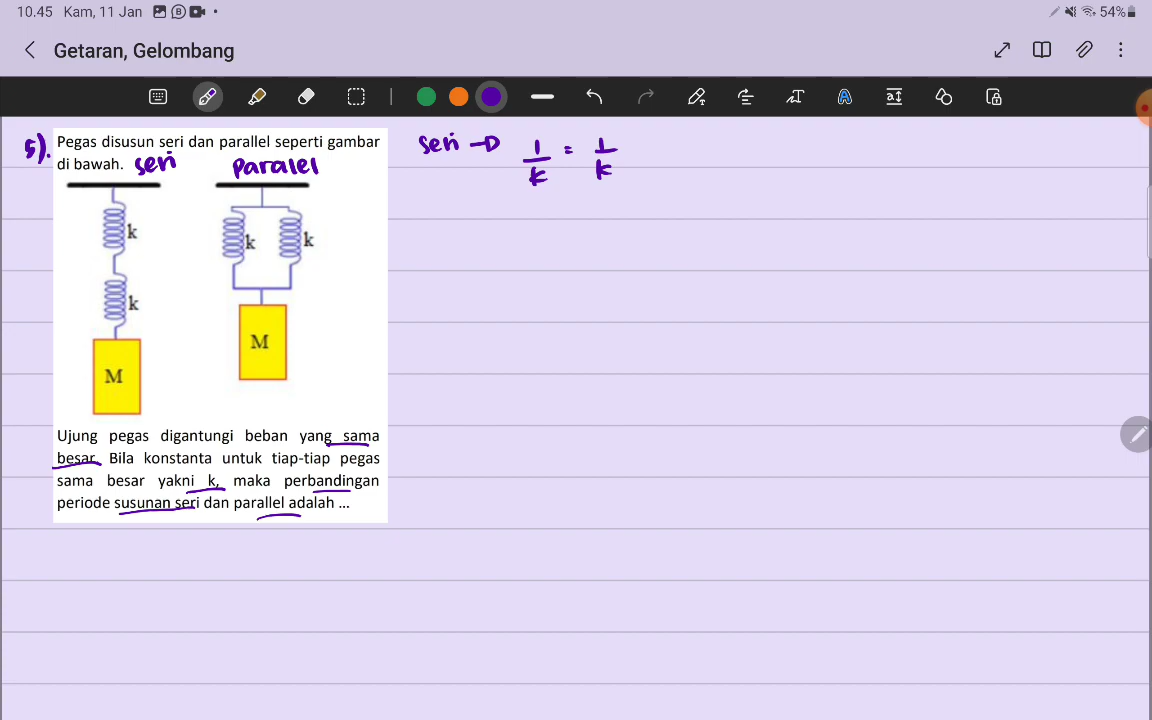 10.45 Kam, 11 Jan 54%
Getaran, Gelombang
5). Pegas disusun seri dan parallel seperti gambar
di bawah. seri paralel
seri → 1/k = 1/k
k
k
k
k
M
M
Ujung pegas digantungi beban yang sama
besar. Bila konstanta untuk tiap-tiap pegas
sama besar yakni k, maka perbandingan
periode susunan seri dan parallel adalah ...